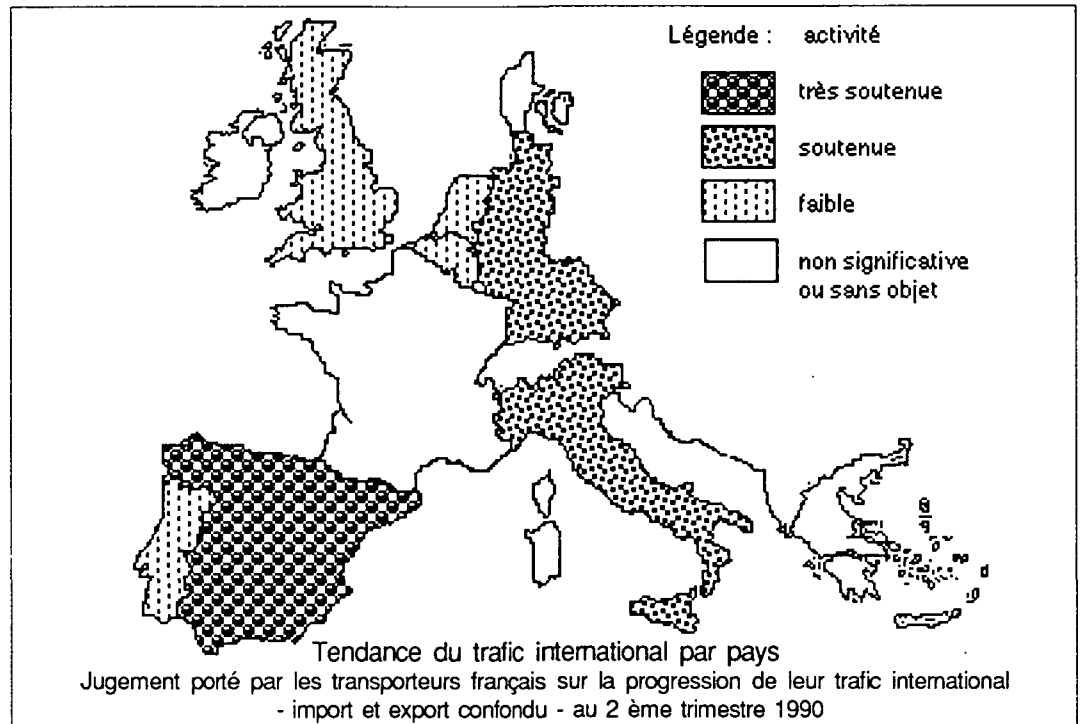 Légende : activité
très soutenue
soutenue
faible
non significative
ou sans objet
Tendance du trafic international par pays
Jugement porté par les transporteurs français sur la progression de leur trafic international
- import et export confondu - au 2 ème trimestre 1990